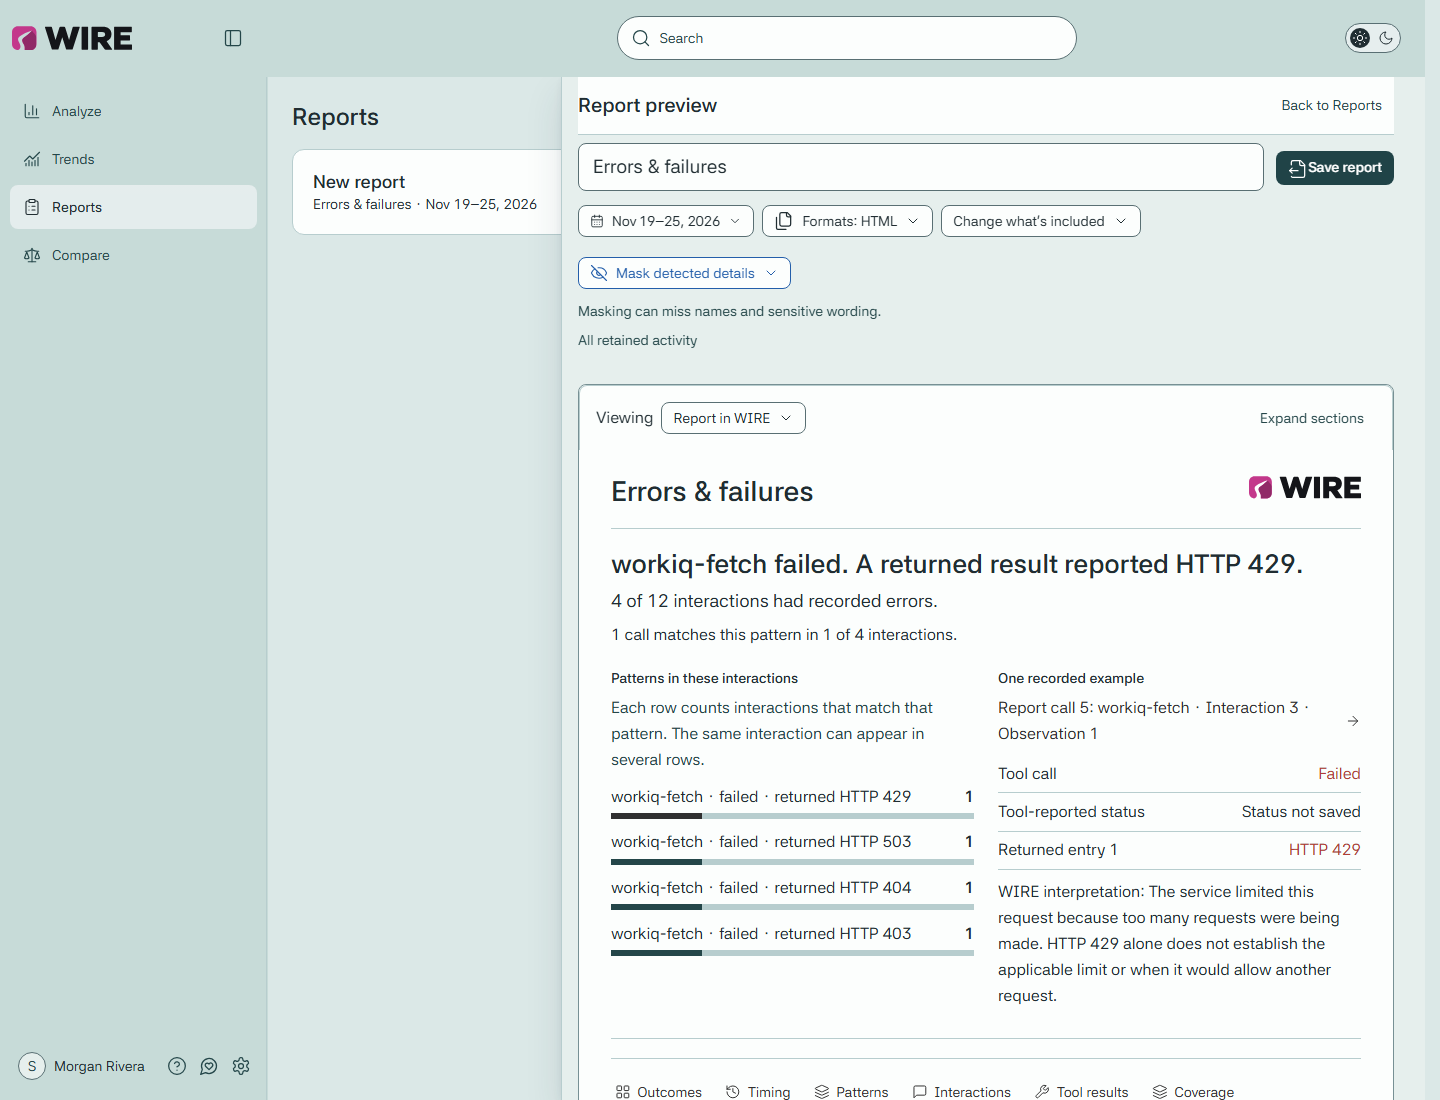 WIRE
Search
Analyze
Trends
Reports
Compare
Reports
New report
Errors & failures · Nov 19–25, 2026
Report preview
Back to Reports
Errors & failures
Save report
Nov 19–25, 2026
Formats: HTML
Change what's included
Mask detected details
Masking can miss names and sensitive wording.
All retained activity
Viewing
Report in WIRE
Expand sections
Errors & failures
WIRE
workiq-fetch failed. A returned result reported HTTP 429.
4 of 12 interactions had recorded errors.
1 call matches this pattern in 1 of 4 interactions.
Patterns in these interactions
Each row counts interactions that match that
pattern. The same interaction can appear in
several rows.
workiq-fetch · failed · returned HTTP 429 1
workiq-fetch · failed · returned HTTP 503 1
workiq-fetch · failed · returned HTTP 404 1
workiq-fetch · failed · returned HTTP 403 1
One recorded example
Report call 5: workiq-fetch · Interaction 3 ·
Observation 1
Tool call Failed
Tool-reported status Status not saved
Returned entry 1 HTTP 429
WIRE interpretation: The service limited this
request because too many requests were being
made. HTTP 429 alone does not establish the
applicable limit or when it would allow another
request.
Outcomes
Timing
Patterns
Interactions
Tool results
Coverage
S
Morgan Rivera